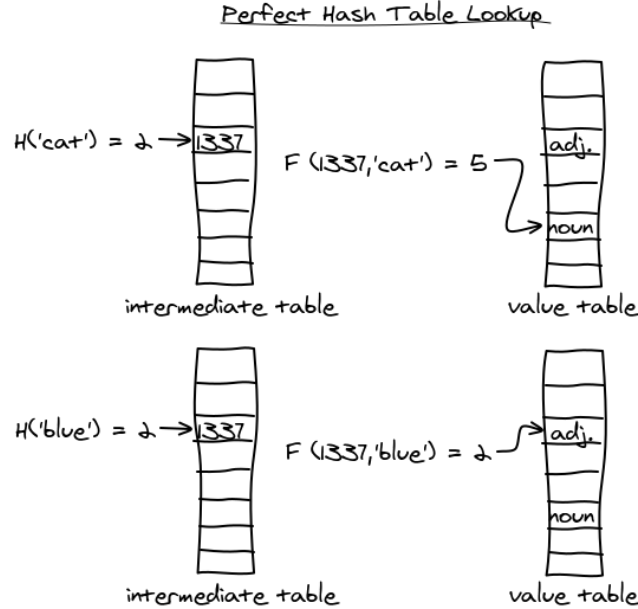 Perfect Hash Table Lookup
H('cat') = 2 1337
F (1337,'cat') = 5
adj.
noun
intermediate table
value table
H('blue') = 2 1337
F (1337,'blue') = 2
adj.
noun
intermediate table
value table